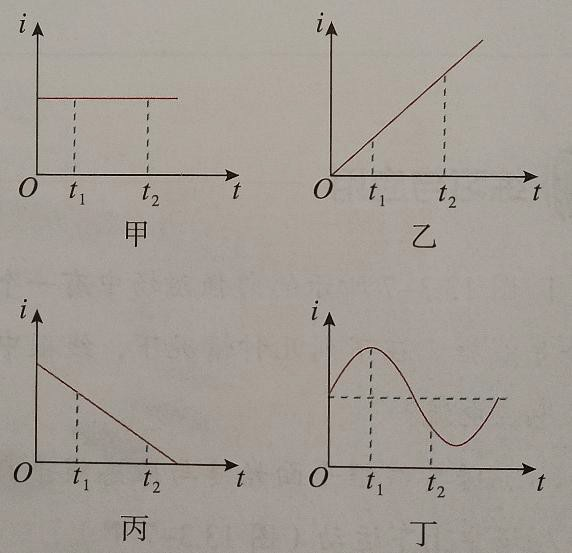 i
i
O t₁ t₂ t
O t₁ t₂ t
甲
乙
i
i
O t₁ t₂ t
O t₁ t₂ t
丙
丁